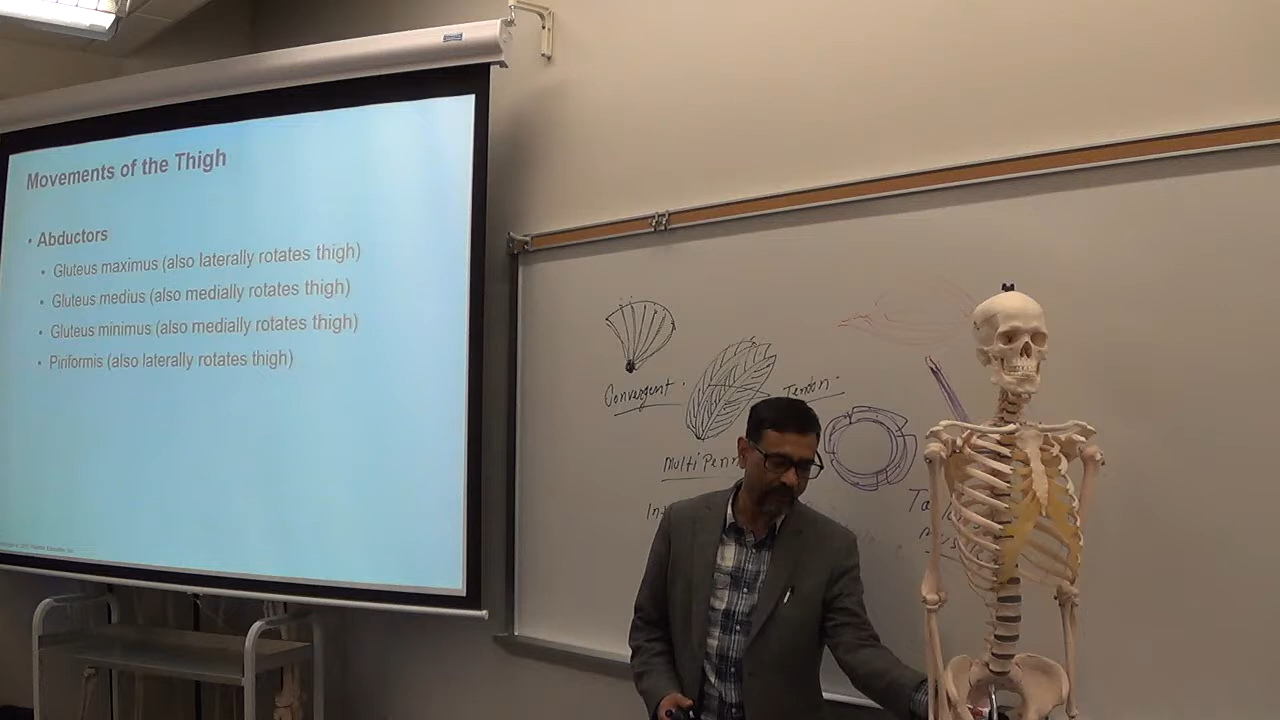 Movements of the Thigh
• Abductors
• Gluteus maximus (also laterally rotates thigh)
• Gluteus medius (also medially rotates thigh)
• Gluteus minimus (also medially rotates thigh)
• Piriformis (also laterally rotates thigh)
Convergent
Tendon
Multi Penn